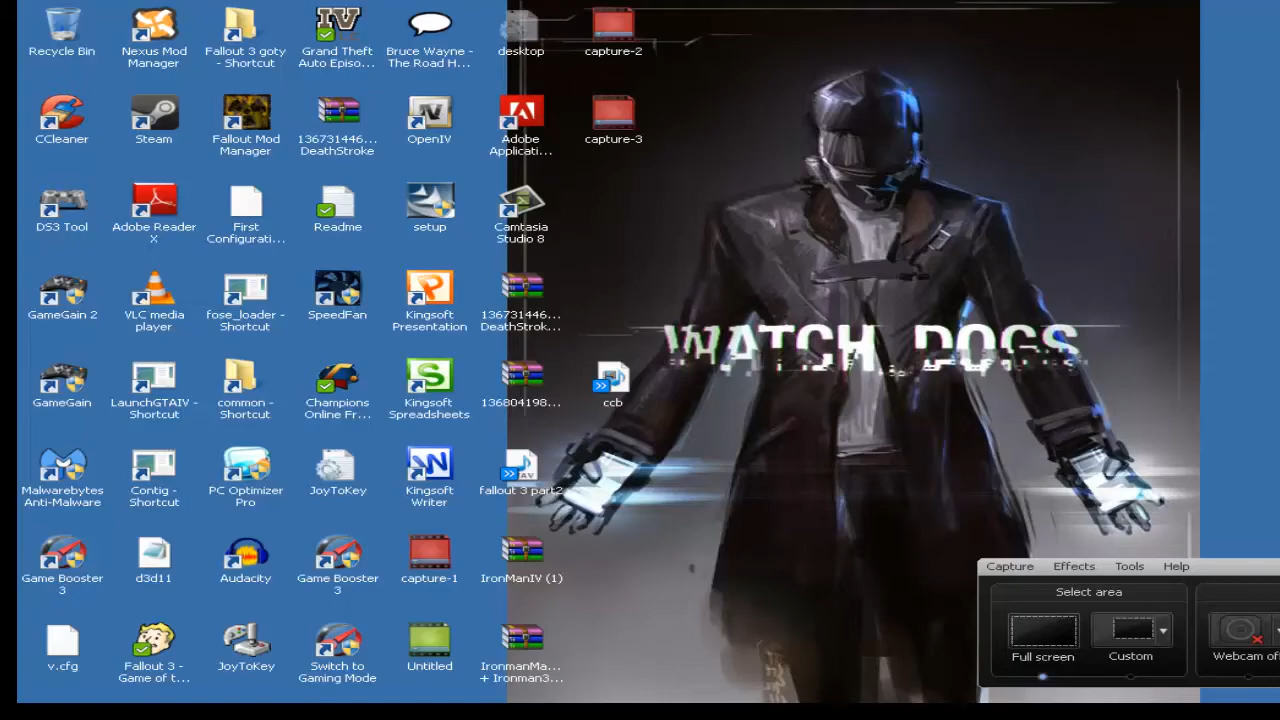 Recycle Bin
Nexus Mod
Manager
Fallout 3 goty
- Shortcut
Grand Theft
Auto Episo...
Bruce Wayne -
The Road H...
desktop
capture-2
CCleaner
Steam
Fallout Mod
Manager
136731446...
DeathStroke
OpenIV
Adobe
Applicati...
capture-3
DS3 Tool
Adobe Reader
X
First
Configurati...
Readme
setup
Camtasia
Studio 8
GameGain 2
VLC media
player
fose_loader -
Shortcut
SpeedFan
Kingsoft
Presentation
136731446...
DeathStrok...
WATCH DOGS
GameGain
LaunchGTAIV -
Shortcut
common -
Shortcut
Champions
Online Fr...
Kingsoft
Spreadsheets
136804198...
ccb
Malwarebytes
Anti-Malware
Contig -
Shortcut
PC Optimizer
Pro
JoyToKey
Kingsoft
Writer
fallout 3 part2
Game Booster
3
d3d11
Audacity
Game Booster
3
capture-1
IronManIV (1)
v.cfg
Fallout 3 -
Game of t...
JoyToKey
Switch to
Gaming Mode
Untitled
IronmanMa...
+ Ironman3...
Capture Effects Tools Help
Select area
Full screen
Custom
Webcam of